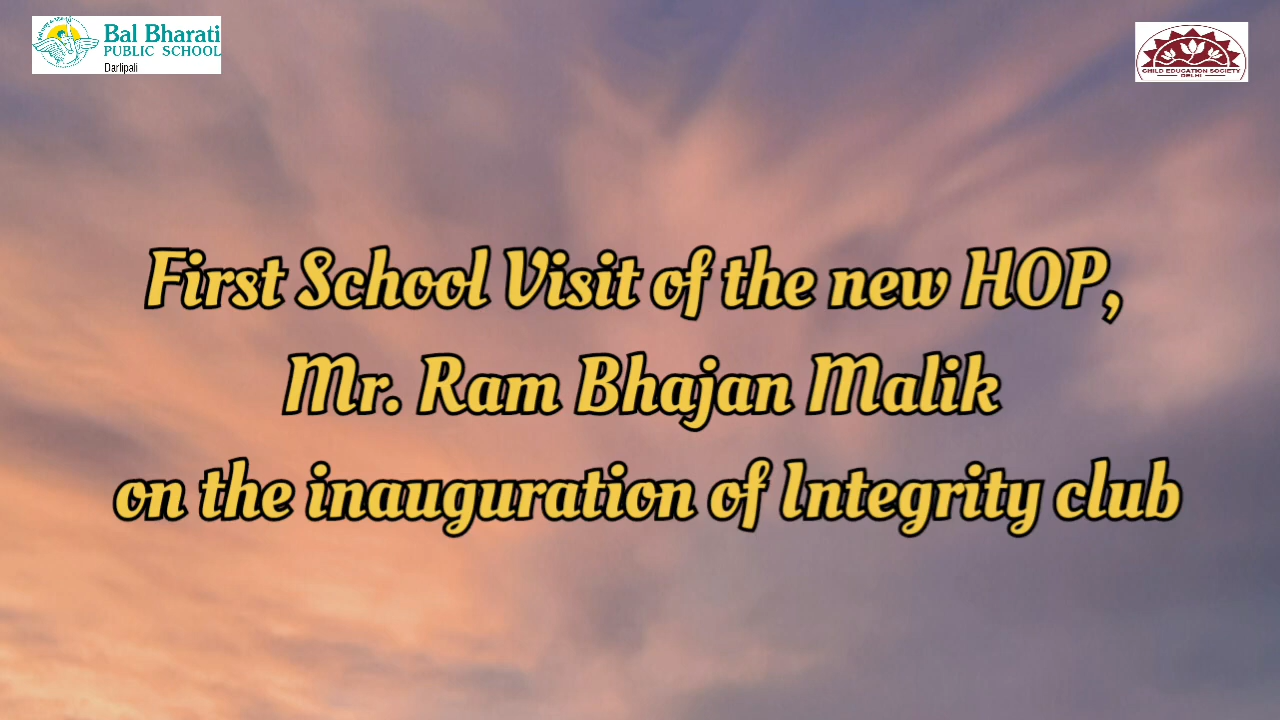 Bal Bharati
PUBLIC SCHOOL
Darlipali
CHILD EDUCATION SOCIETY
DELHI
First School Visit of the new HOP,
Mr. Ram Bhajan Malik
on the inauguration of Integrity club